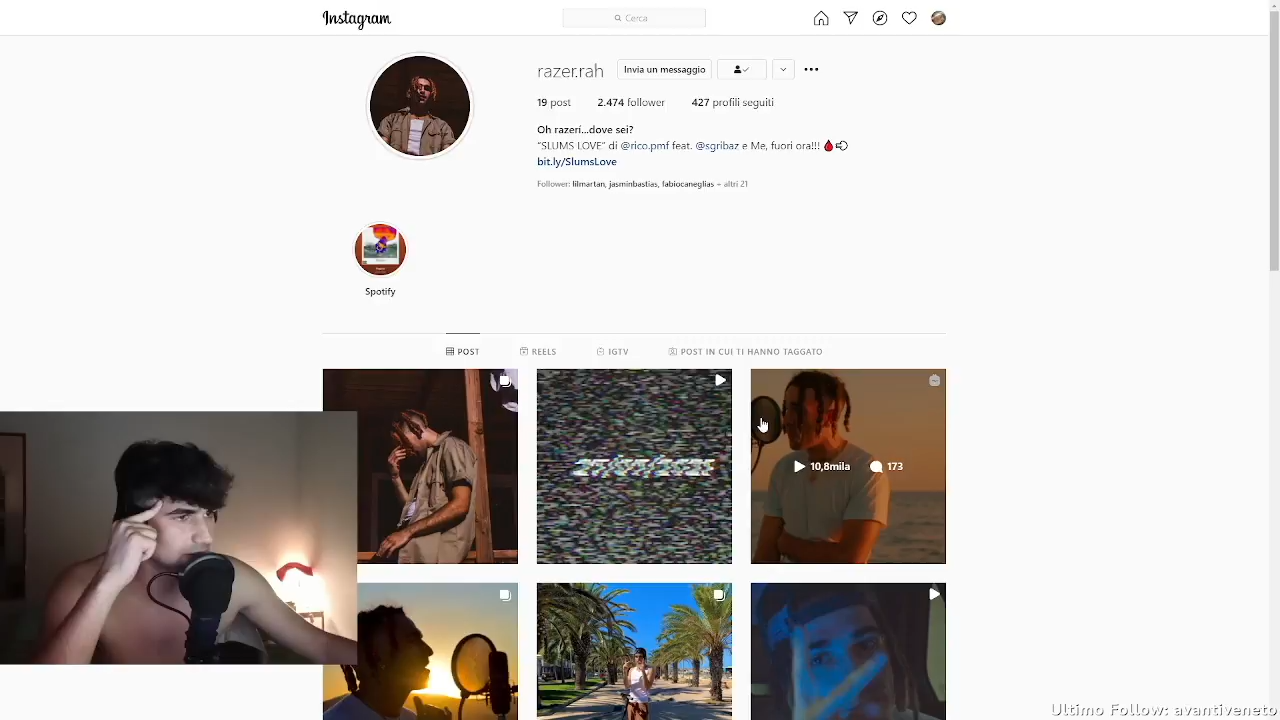 Instagram
Cerca
razer.rah
Invia un messaggio
19 post 2.474 follower 427 profili seguiti
Oh razerí...dove sei?
“SLUMS LOVE” di @rico.pmf feat. @sgribaz e Me, fuori ora!!!
bit.ly/SlumsLove
Follower: lilmartan, jasminbastias, fabiocaneglias + altri 21
Spotify
POST REELS IGTV POST IN CUI TI HANNO TAGGATO
10,8mila 173
Ultimo Follow: avantiveneto